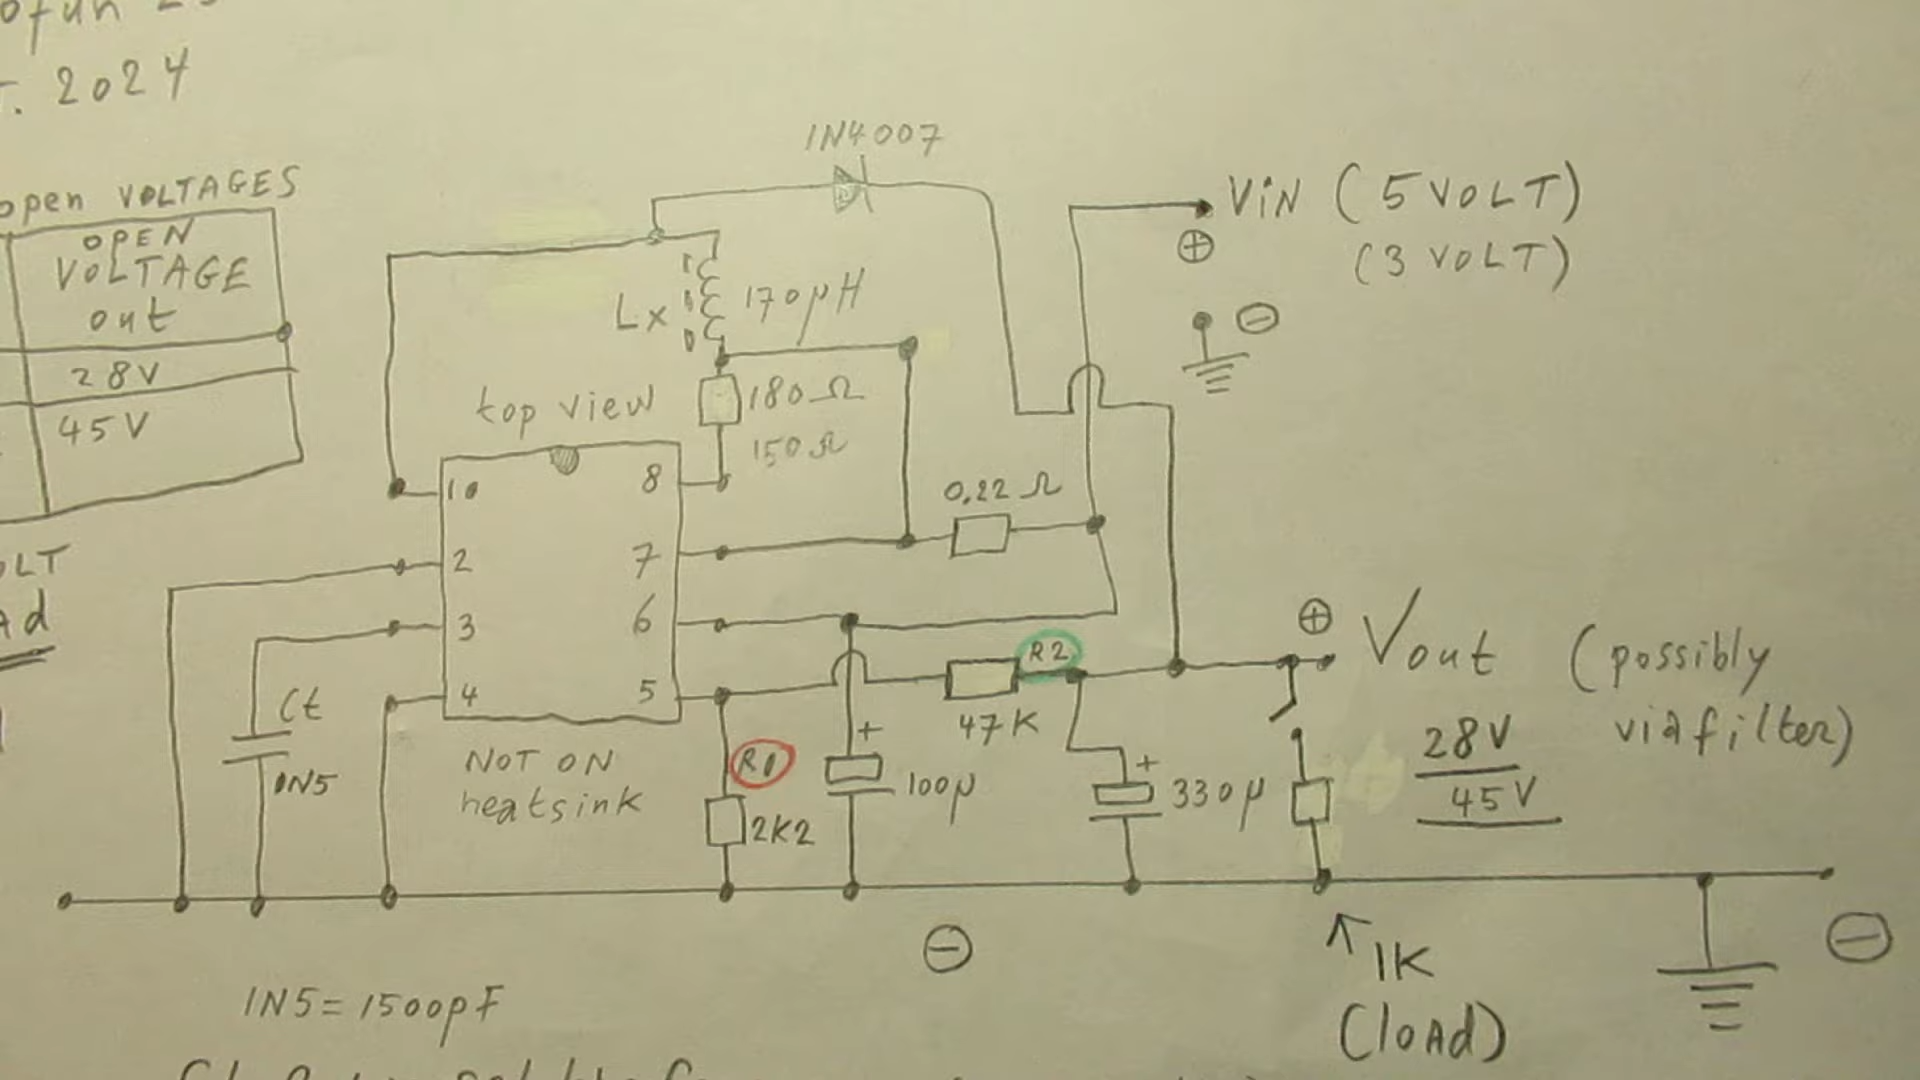 . 2024
open VOLTAGES
OPEN
VOLTAGE
out
28V
45V
1N4007
ViN (5 VOLT)
(3 VOLT)
Lx
170µH
top view
180Ω
150Ω
0,22 Ω
1
2
3
4
8
7
6
5
Ct
1N5
NOT ON
heatsink
R1
2K2
100µ
R2
47K
330µ
Vout (possibly
via filter)
28V
45V
1K
(load)
1N5 = 1500pF